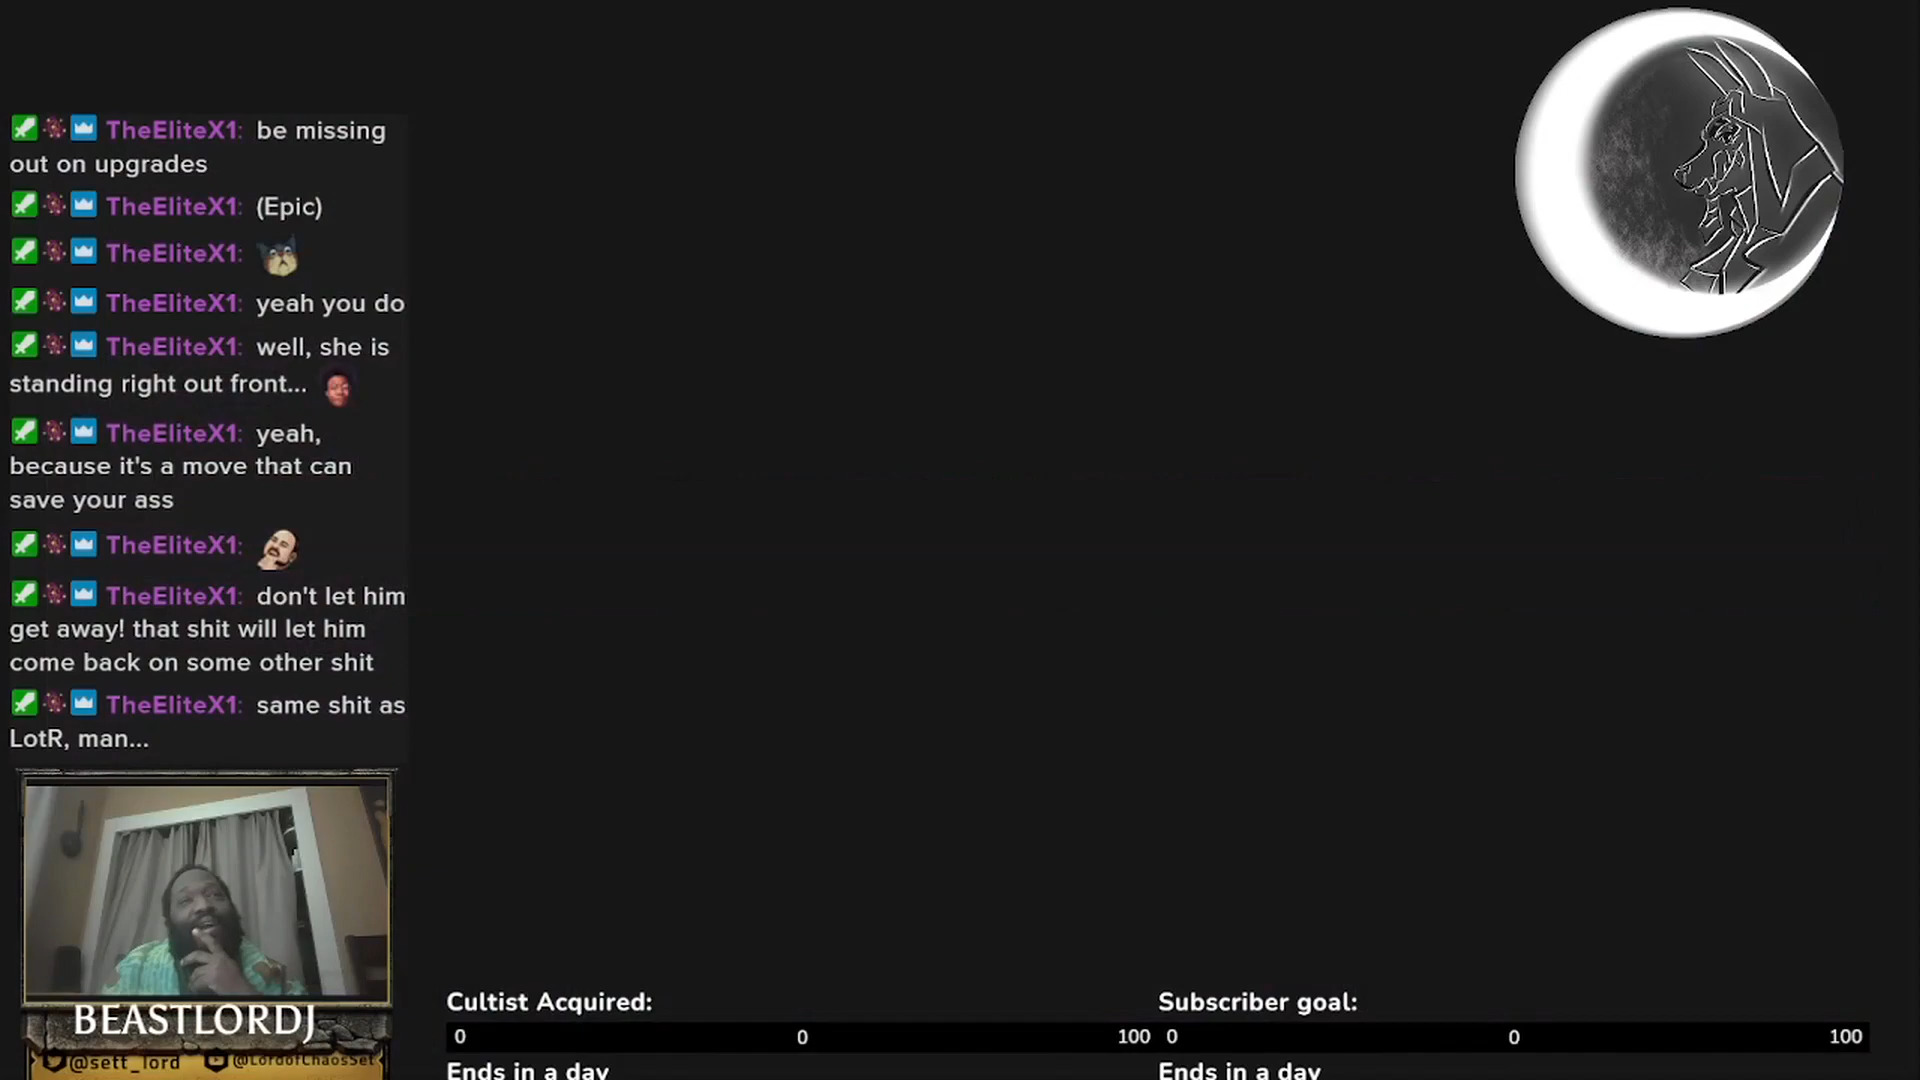 TheEliteX1: be missing
out on upgrades
TheEliteX1: (Epic)
TheEliteX1:
TheEliteX1: yeah you do
TheEliteX1: well, she is
standing right out front...
TheEliteX1: yeah,
because it's a move that can
save your ass
TheEliteX1:
TheEliteX1: don't let him
get away! that shit will let him
come back on some other shit
TheEliteX1: same shit as
LotR, man...
BEASTLORDJ
@sett_lord @LordofChaosSet
Cultist Acquired:
0 0 100
Ends in a day
Subscriber goal:
0 0 100
Ends in a day